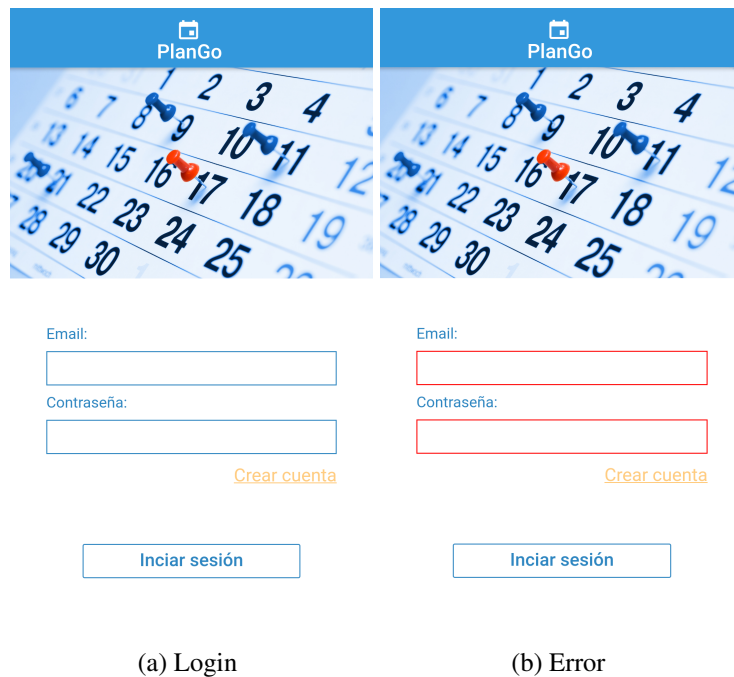 PlanGo
1 2 3 4
6 7 8 9 10 11 12
13 14 15 16 17 18 19
20 21 22 23 24 25
28 29 30
Email:
Contraseña:
Crear cuenta
Inciar sesión
(a) Login
PlanGo
1 2 3 4
6 7 8 9 10 11 12
13 14 15 16 17 18 19
20 21 22 23 24 25
28 29 30
Email:
Contraseña:
Crear cuenta
Inciar sesión
(b) Error